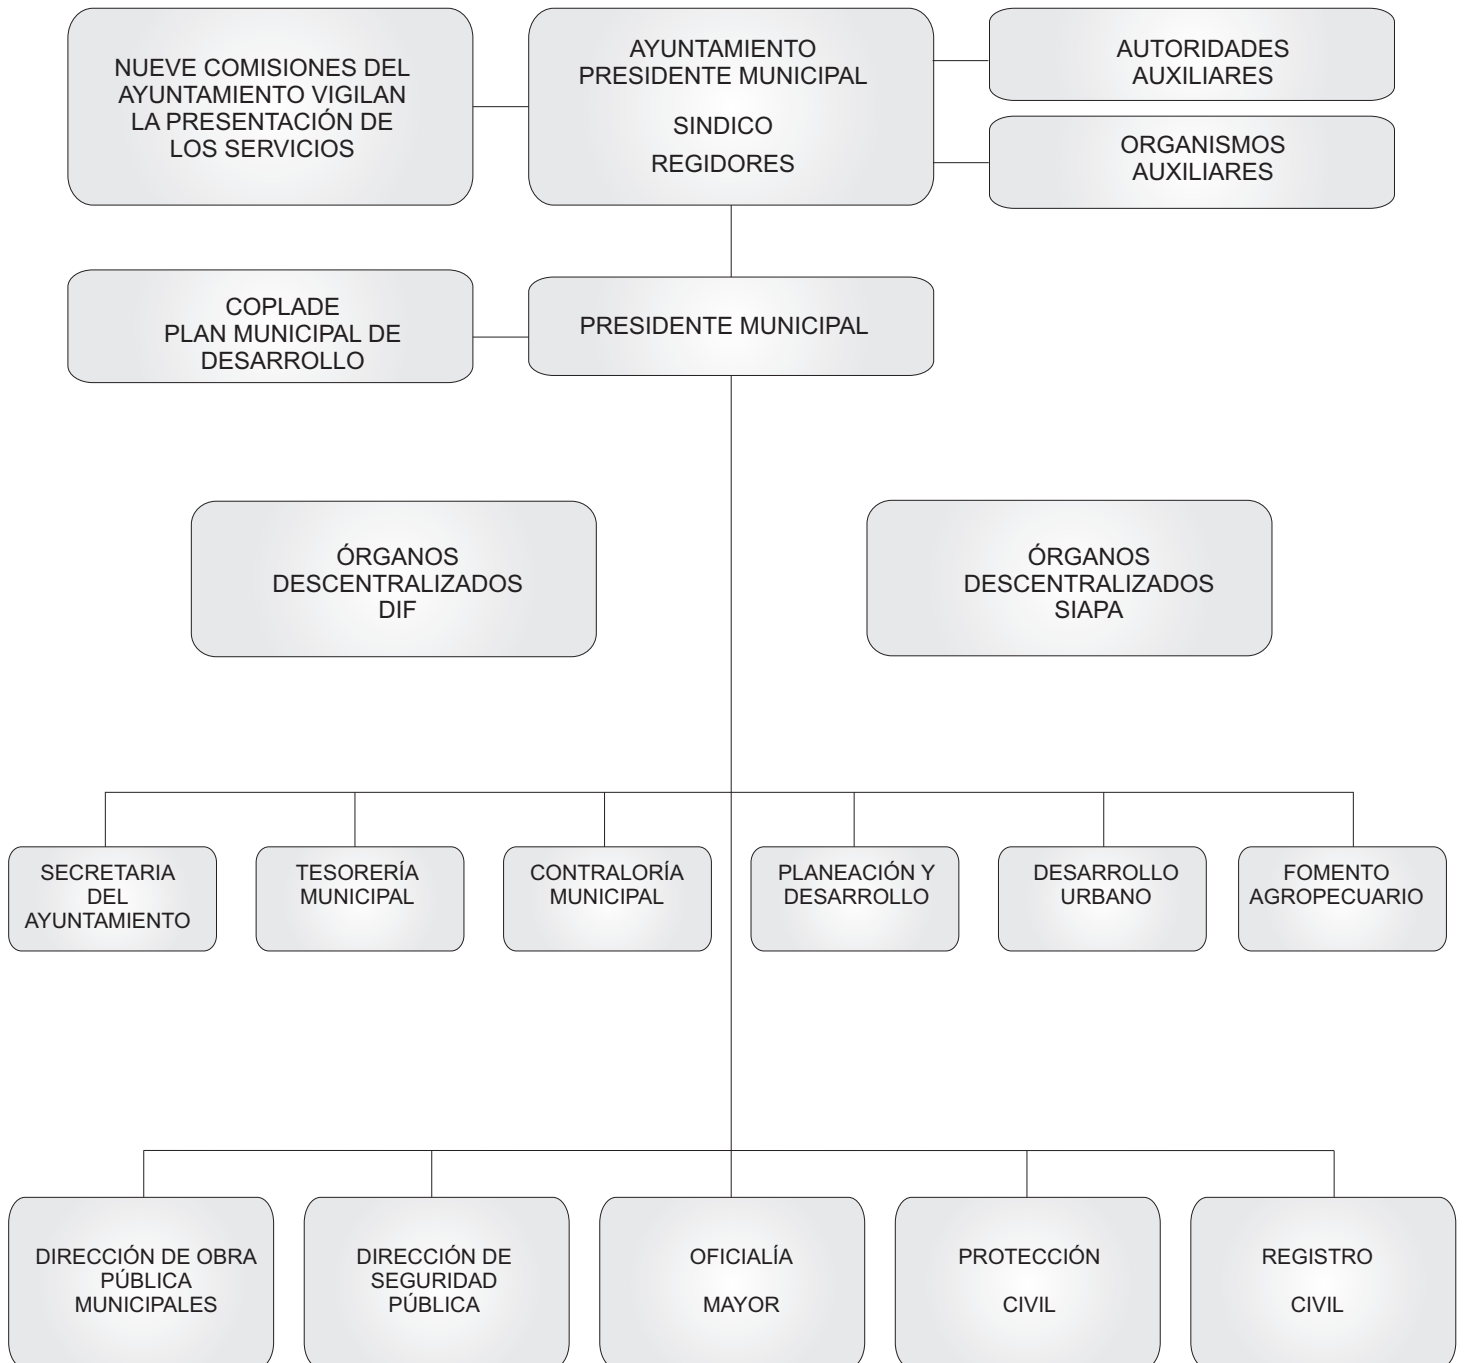 NUEVE COMISIONES DEL
AYUNTAMIENTO VIGILAN
LA PRESENTACIÓN DE
LOS SERVICIOS
AYUNTAMIENTO
PRESIDENTE MUNICIPAL
SINDICO
REGIDORES
AUTORIDADES
AUXILIARES
ORGANISMOS
AUXILIARES
COPLADE
PLAN MUNICIPAL DE
DESARROLLO
PRESIDENTE MUNICIPAL
ÓRGANOS
DESCENTRALIZADOS
DIF
ÓRGANOS
DESCENTRALIZADOS
SIAPA
SECRETARIA
DEL
AYUNTAMIENTO
TESORERÍA
MUNICIPAL
CONTRALORÍA
MUNICIPAL
PLANEACIÓN Y
DESARROLLO
DESARROLLO
URBANO
FOMENTO
AGROPECUARIO
DIRECCIÓN DE OBRA
PÚBLICA
MUNICIPALES
DIRECCIÓN DE
SEGURIDAD
PÚBLICA
OFICIALÍA
MAYOR
PROTECCIÓN
CIVIL
REGISTRO
CIVIL